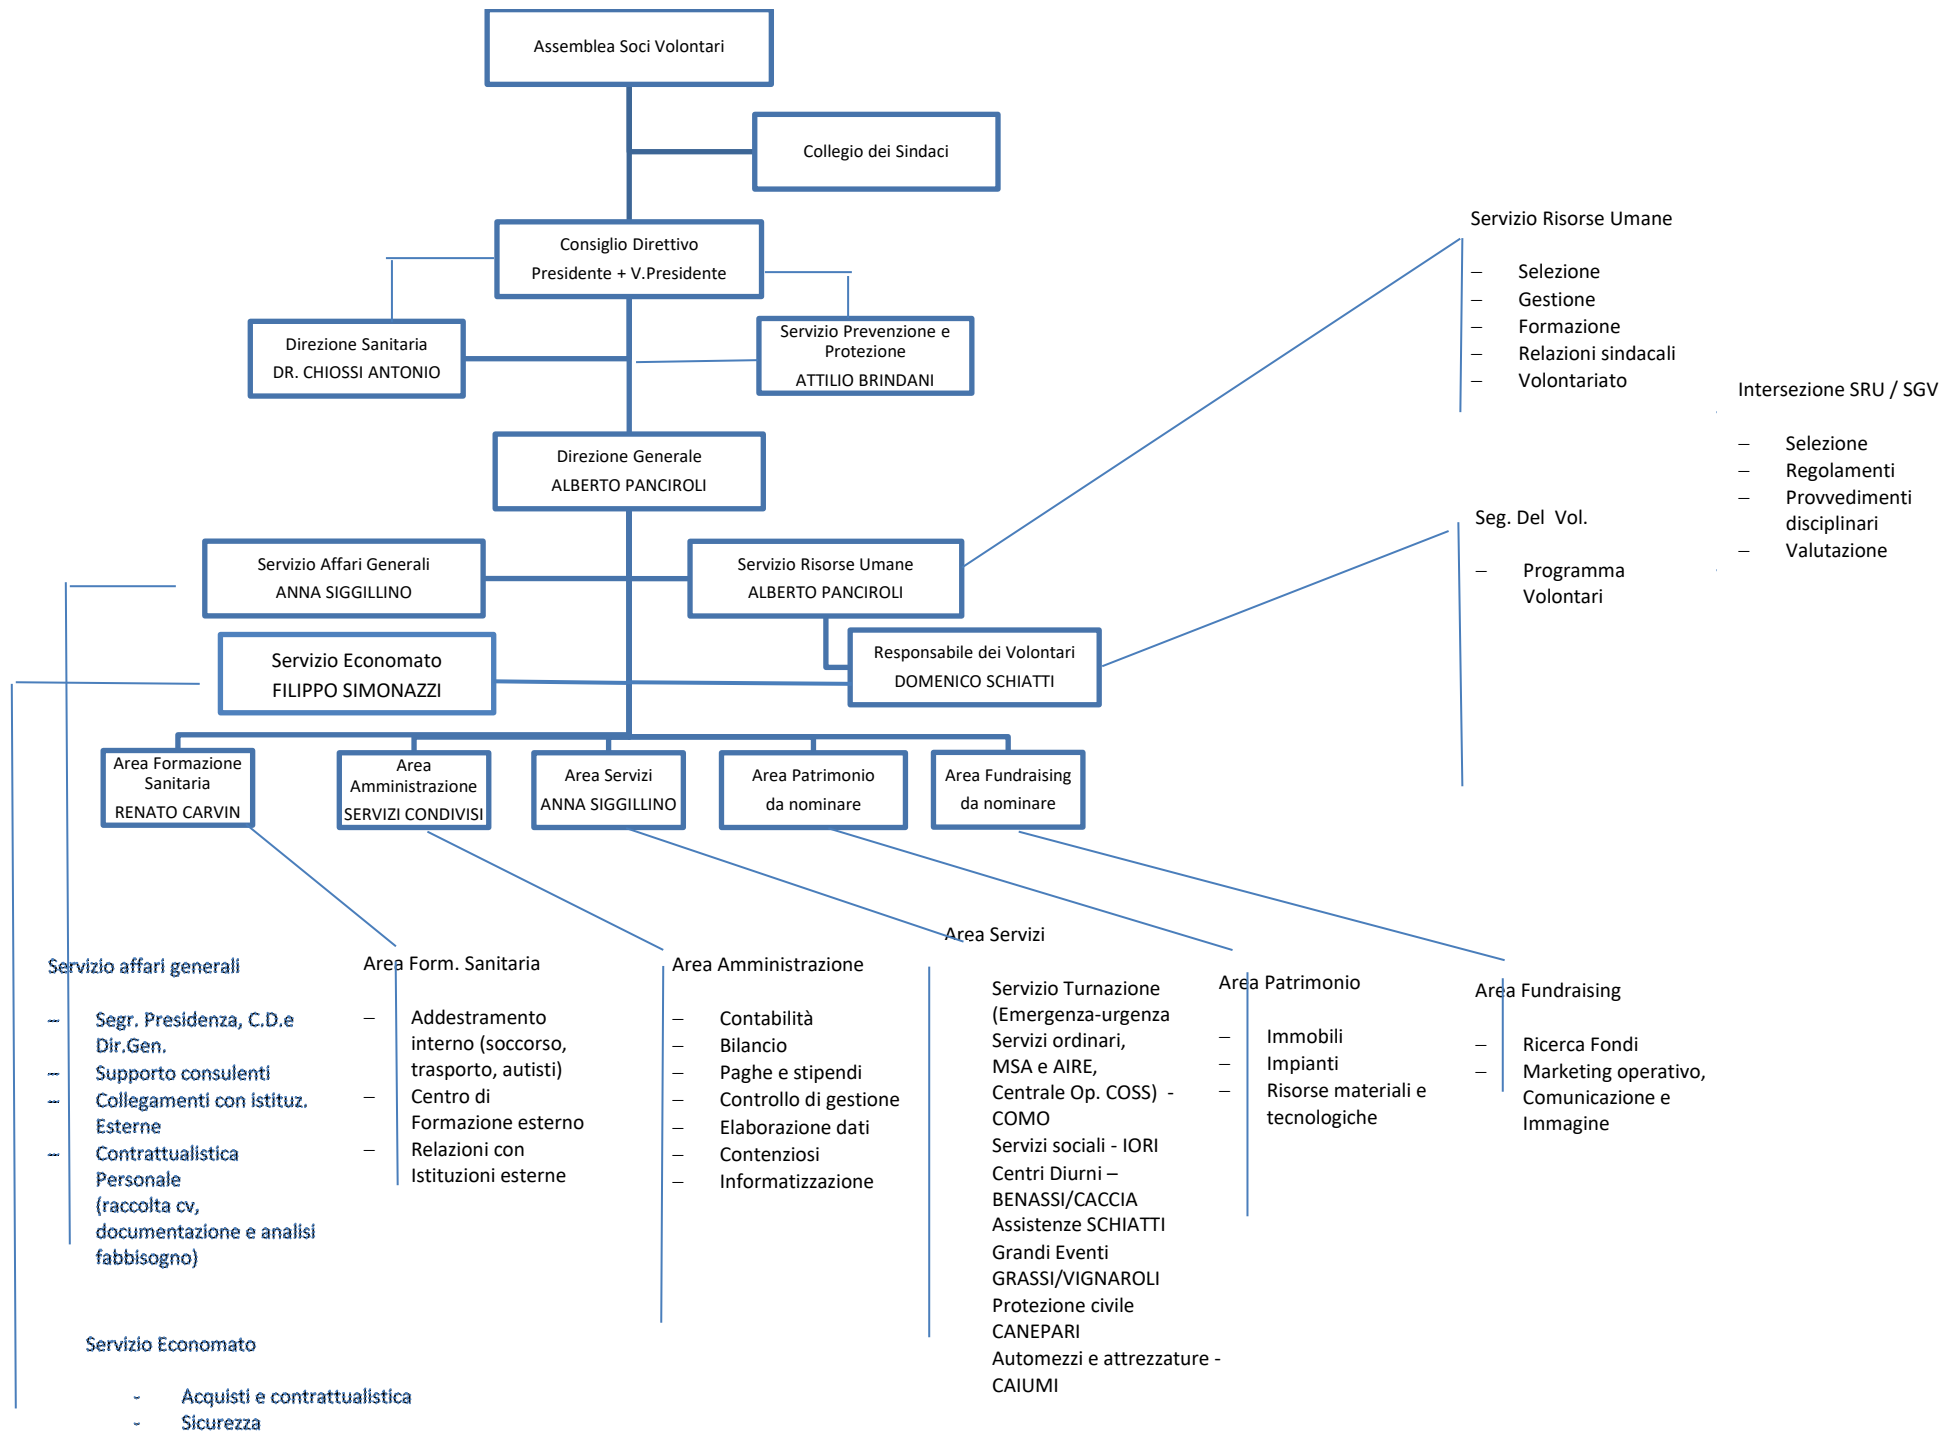 Assemblea Soci Volontari
Collegio dei Sindaci
Consiglio Direttivo
Presidente + V.Presidente
Direzione Sanitaria
DR. CHIOSSI ANTONIO
Servizio Prevenzione e
Protezione
ATTILIO BRINDANI
Direzione Generale
ALBERTO PANCIROLI
Servizio Affari Generali
ANNA SIGGILLINO
Servizio Risorse Umane
ALBERTO PANCIROLI
Servizio Economato
FILIPPO SIMONAZZI
Responsabile dei Volontari
DOMENICO SCHIATTI
Area Formazione
Sanitaria
RENATO CARVIN
Area
Amministrazione
SERVIZI CONDIVISI
Area Servizi
ANNA SIGGILLINO
Area Patrimonio
da nominare
Area Fundraising
da nominare
Servizio Risorse Umane
– Selezione
– Gestione
– Formazione
– Relazioni sindacali
– Volontariato
Intersezione SRU / SGV
– Selezione
– Regolamenti
– Provvedimenti
disciplinari
– Valutazione
Seg. Del Vol.
– Programma
Volontari
Servizio affari generali
– Segr. Presidenza, C.D.e
Dir.Gen.
– Supporto consulenti
– Collegamenti con istituz.
Esterne
– Contrattualistica
Personale
(raccolta cv,
documentazione e analisi
fabbisogno)
Area Form. Sanitaria
– Addestramento
interno (soccorso,
trasporto, autisti)
– Centro di
Formazione esterno
– Relazioni con
Istituzioni esterne
Area Amministrazione
– Contabilità
– Bilancio
– Paghe e stipendi
– Controllo di gestione
– Elaborazione dati
– Contenziosi
– Informatizzazione
Area Servizi
Servizio Turnazione
(Emergenza-urgenza
Servizi ordinari,
MSA e AIRE,
Centrale Op. COSS) -
COMO
Servizi sociali - IORI
Centri Diurni –
BENASSI/CACCIA
Assistenze SCHIATTI
Grandi Eventi
GRASSI/VIGNAROLI
Protezione civile
CANEPARI
Automezzi e attrezzature -
CAIUMI
Area Patrimonio
– Immobili
– Impianti
– Risorse materiali e
tecnologiche
Area Fundraising
– Ricerca Fondi
– Marketing operativo,
Comunicazione e
Immagine
Servizio Economato
- Acquisti e contrattualistica
- Sicurezza